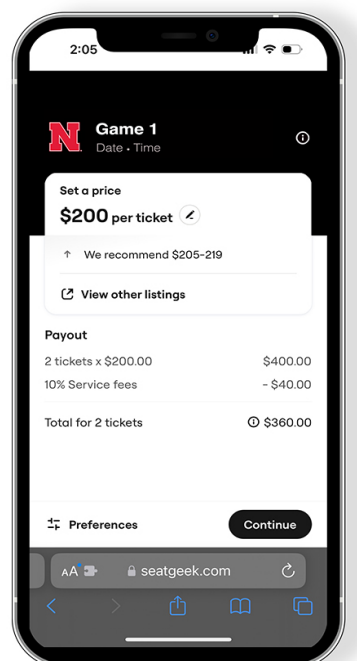 2:05
N
Game 1
Date • Time
Set a price
$200 per ticket
↑ We recommend $205-219
View other listings
Payout
2 tickets x $200.00 $400.00
10% Service fees - $40.00
Total for 2 tickets $360.00
Preferences
Continue
AA seatgeek.com